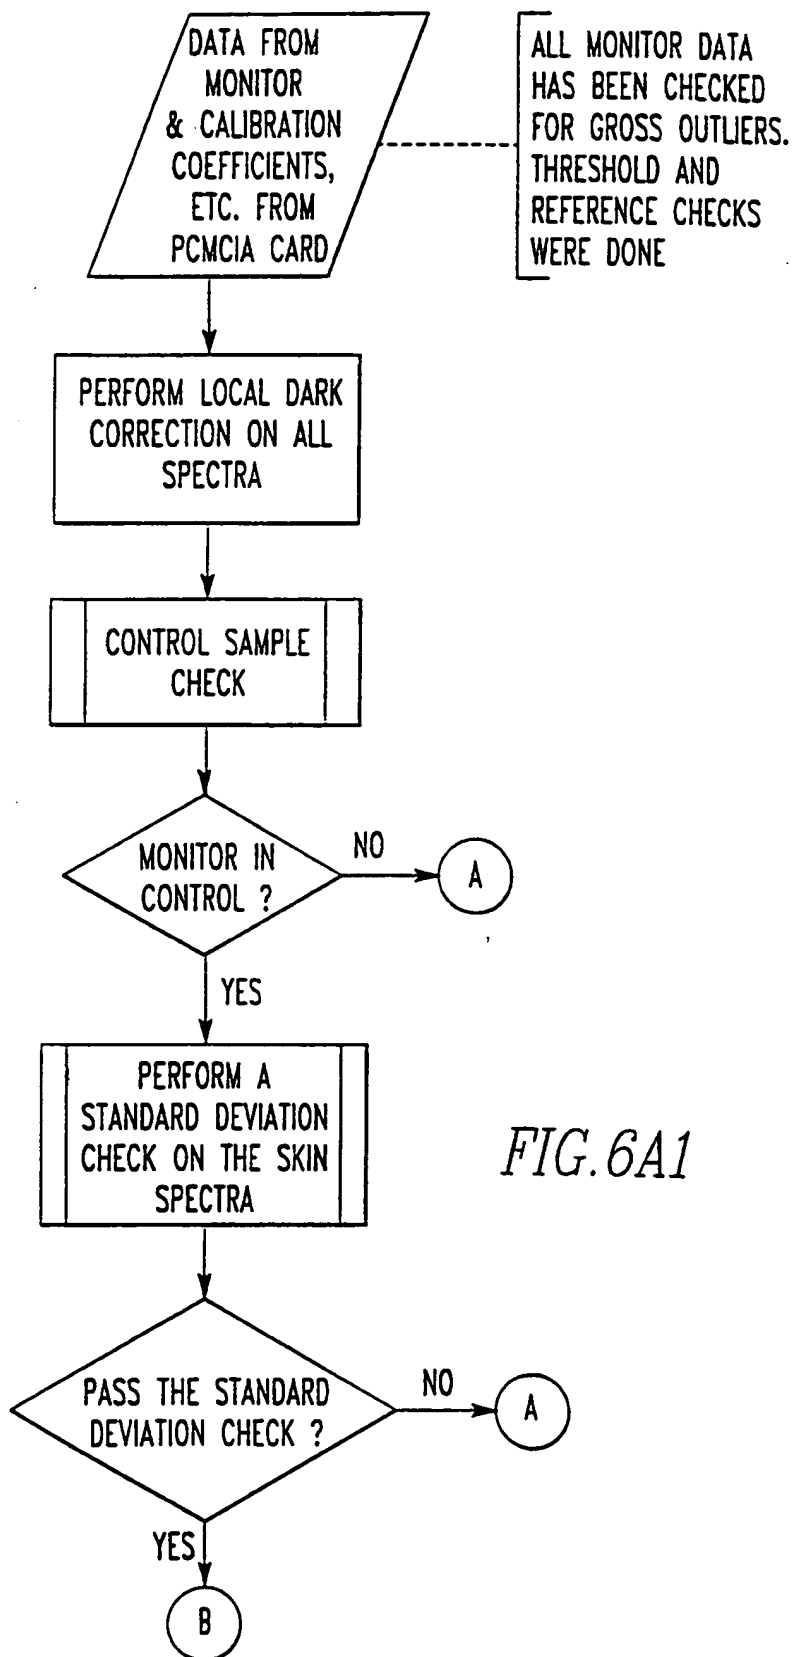 DATA FROM
MONITOR
& CALIBRATION
COEFFICIENTS,
ETC. FROM
PCMCIA CARD
ALL MONITOR DATA
HAS BEEN CHECKED
FOR GROSS OUTLIERS.
THRESHOLD AND
REFERENCE CHECKS
WERE DONE
PERFORM LOCAL DARK
CORRECTION ON ALL
SPECTRA
CONTROL SAMPLE
CHECK
MONITOR IN
CONTROL ?
NO
A
YES
PERFORM A
STANDARD DEVIATION
CHECK ON THE SKIN
SPECTRA
FIG.6A1
PASS THE STANDARD
DEVIATION CHECK ?
NO
A
YES
B